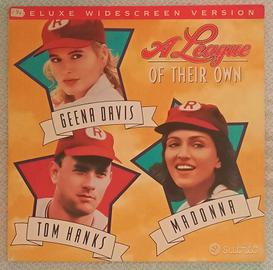 DELUXE WIDESCREEN VERSION
A League
OF THEIR OWN
R
GEENA DAVIS
R
R
TOM HANKS
MADONNA